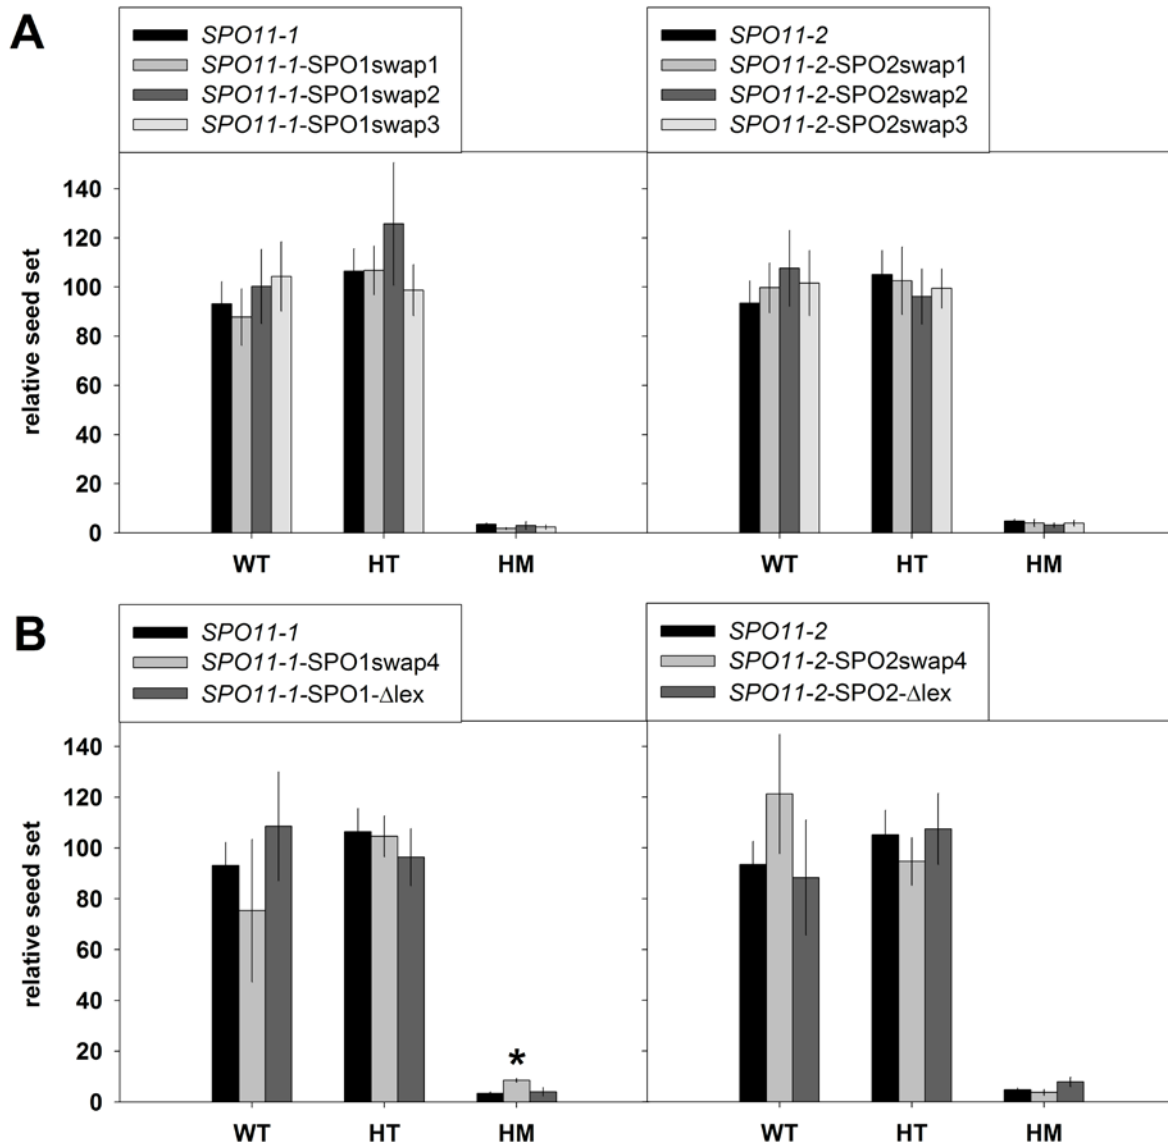 A
SPO11-1
SPO11-1-SPO1swap1
SPO11-1-SPO1swap2
SPO11-1-SPO1swap3
SPO11-2
SPO11-2-SPO2swap1
SPO11-2-SPO2swap2
SPO11-2-SPO2swap3
relative seed set
140
120
100
80
60
40
20
0
WT HT HM WT HT HM
B
SPO11-1
SPO11-1-SPO1swap4
SPO11-1-SPO1-Δlex
SPO11-2
SPO11-2-SPO2swap4
SPO11-2-SPO2-Δlex
relative seed set
140
120
100
80
60
40
20
0
*
WT HT HM WT HT HM